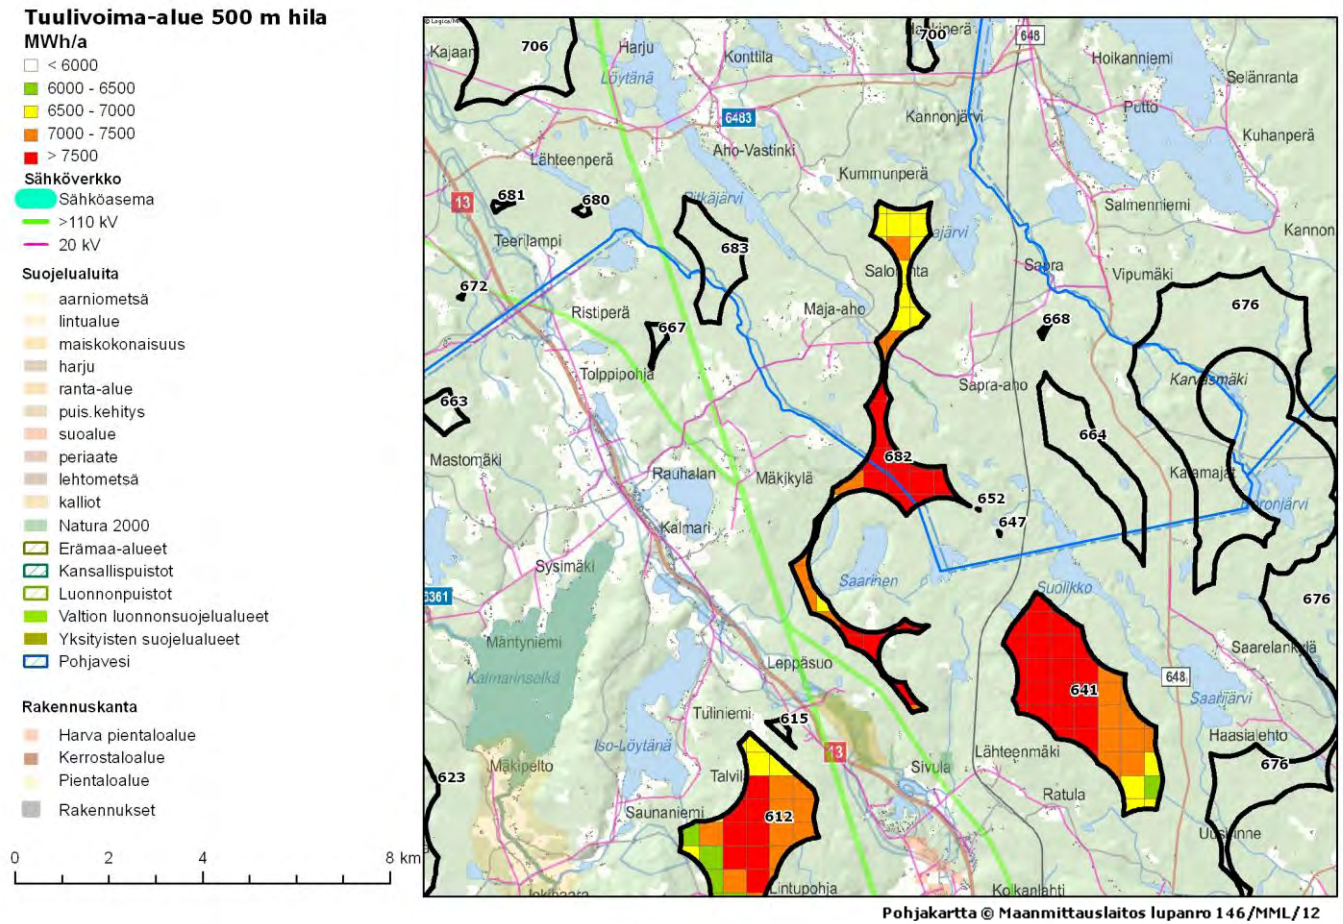 Tuulivoima-alue 500 m hila
MWh/a
< 6000
6000 - 6500
6500 - 7000
7000 - 7500
> 7500
Sähköverkko
Sähköasema
>110 kV
20 kV
Suojelualuita
aarniometsä
lintualue
maiskokonaisuus
harju
ranta-alue
puis.kehitys
suoalue
periaate
lehtometsä
kalliot
Natura 2000
Erämaa-alueet
Kansallispuistot
Luonnonpuistot
Valtion luonnonsuojelualueet
Yksityisten suojelualueet
Pohjavesi
Rakennuskanta
Harva pientaloalue
Kerrostaloalue
Pientaloalue
Rakennukset
0 2 4 8 km
Kajaan
706
Harju
Löytänä
Konttila
700
648
Hoikanniemi
Selänranta
Putto
Kuhanperä
6483
Kannonjärvi
Lähteenperä
Aho-Vastinki
Kummunperä
13
681
680
Pitkäjärvi
Salmenniemi
Kannon
Teerilampi
683
Sapra
Vipumäki
672
Ristiperä
667
Maja-aho
668
676
Tolppipohja
Sapra-aho
Karvasmäki
663
664
Mastomäki
Rauhalan
Mäkikylä
682
Kalamajat
652
647
Kalmari
Sysimäki
Saarinen
Suolikko
6361
676
Mäntyniemi
Saarelankylä
Leppäsuo
Kalmarinselkä
648
641
Saarijärvi
Tuliniemi
615
Haasialehto
Iso-Löytänä
13
Lähteenmäki
Mäkipelto
623
Sivula
676
Ratula
Saunaniemi
612
Lintupohja
Kolkanlahti
Pohjakartta © Maanmittauslaitos lupanro 146/MML/12